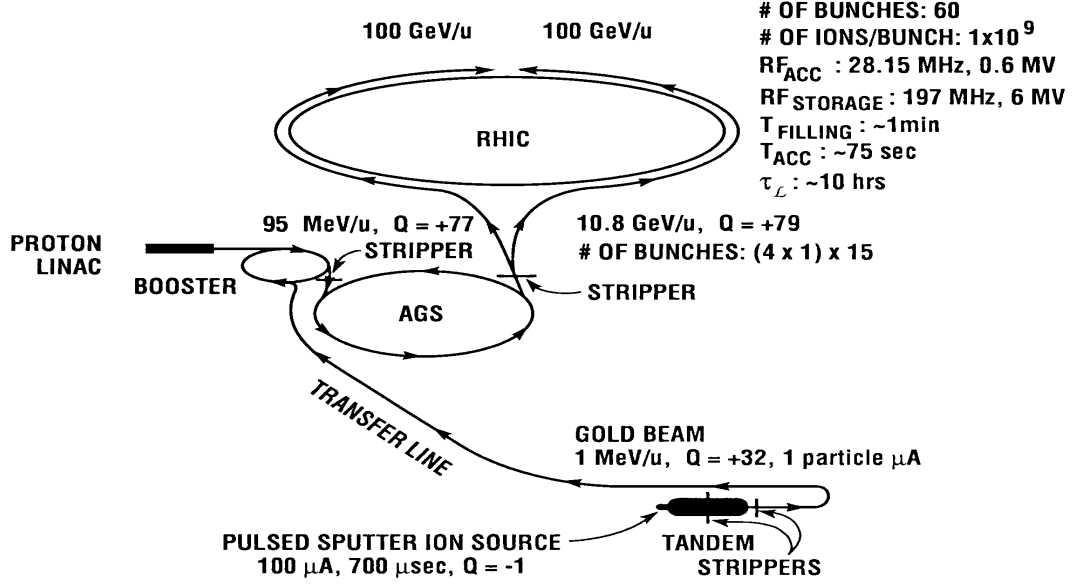 100 GeV/u 100 GeV/u
# OF BUNCHES: 60
# OF IONS/BUNCH: 1x10⁹
RF_ACC : 28.15 MHz, 0.6 MV
RF_STORAGE : 197 MHz, 6 MV
T_FILLING : ~1min
T_ACC : ~75 sec
τ_ℒ : ~10 hrs
RHIC
95 MeV/u, Q = +77
10.8 GeV/u, Q = +79
# OF BUNCHES: (4 x 1) x 15
PROTON
LINAC
STRIPPER
BOOSTER
STRIPPER
AGS
TRANSFER LINE
GOLD BEAM
1 MeV/u, Q = +32, 1 particle μA
PULSED SPUTTER ION SOURCE
100 μA, 700 μsec, Q = -1
TANDEM
STRIPPERS